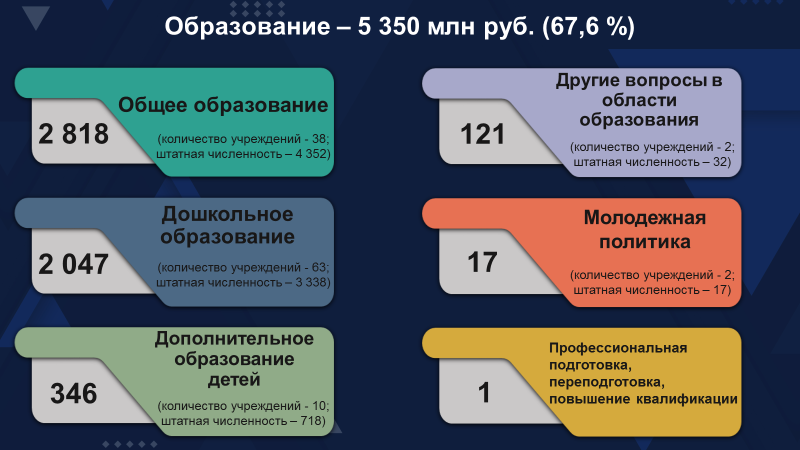 Образование – 5 350 млн руб. (67,6 %)
Общее образование
2 818
(количество учреждений - 38;
штатная численность – 4 352)
Дошкольное
образование
2 047
(количество учреждений - 63;
штатная численность – 3 338)
Дополнительное
образование
детей
346
(количество учреждений - 10;
штатная численность – 718)
Другие вопросы в
области
образования
121
(количество учреждений - 2;
штатная численность – 32)
Молодежная
политика
17
(количество учреждений - 2;
штатная численность – 17)
Профессиональная
подготовка,
переподготовка,
повышение квалификации
1